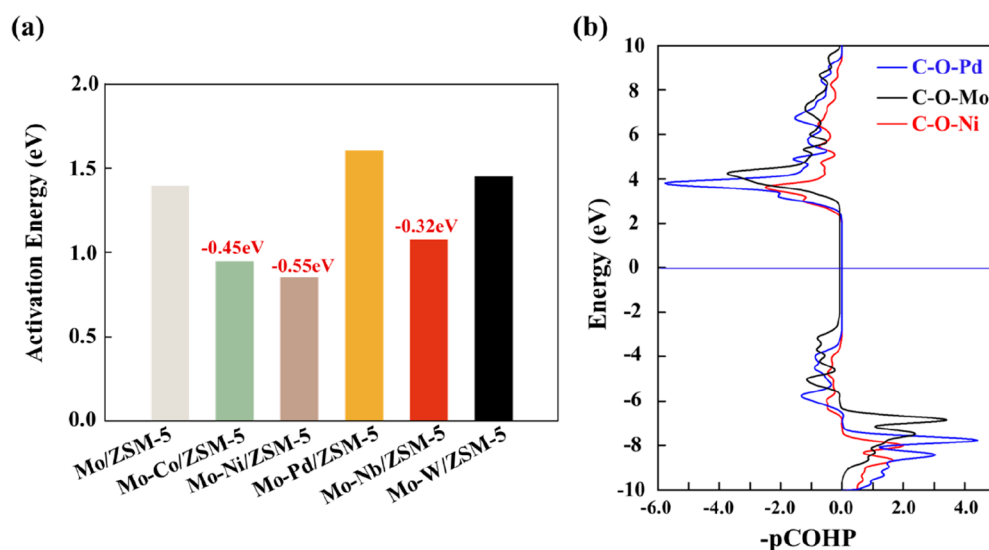 (a)
2.0
1.5
1.0
0.5
0.0
Activation Energy (eV)
-0.45eV
-0.55eV
-0.32eV
Mo/ZSM-5
Mo-Co/ZSM-5
Mo-Ni/ZSM-5
Mo-Pd/ZSM-5
Mo-Nb/ZSM-5
Mo-W/ZSM-5
(b)
10
8
6
4
2
0
-2
-4
-6
-8
-10
Energy (eV)
C-O-Pd
C-O-Mo
C-O-Ni
-6.0
-4.0
-2.0
0.0
2.0
4.0
-pCOHP